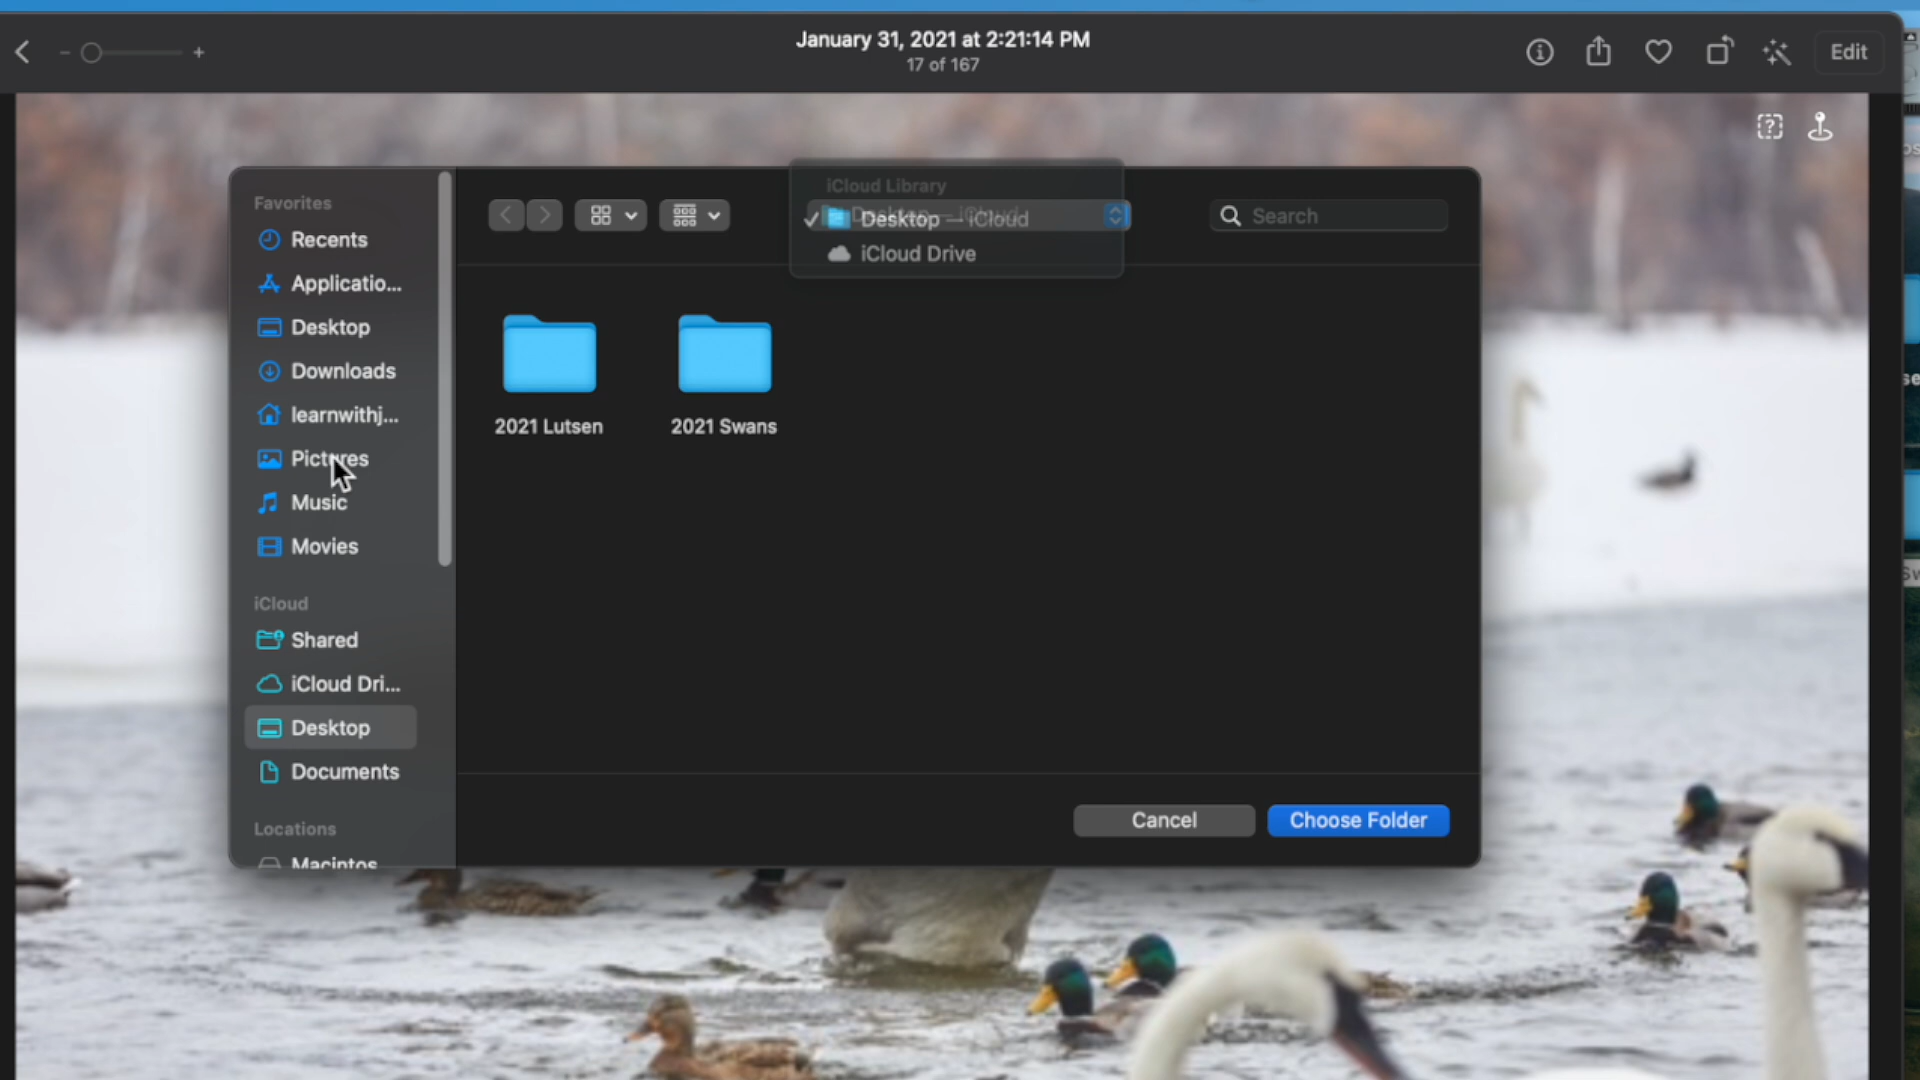 January 31, 2021 at 2:21:14 PM
17 of 167
Edit
Favorites
Recents
Applicatio...
Desktop
Downloads
learnwithj...
Pictures
Music
Movies
iCloud
Shared
iCloud Dri...
Desktop
Documents
Locations
Macintos
iCloud Library
Desktop — iCloud
iCloud Drive
Search
2021 Lutsen
2021 Swans
Cancel
Choose Folder